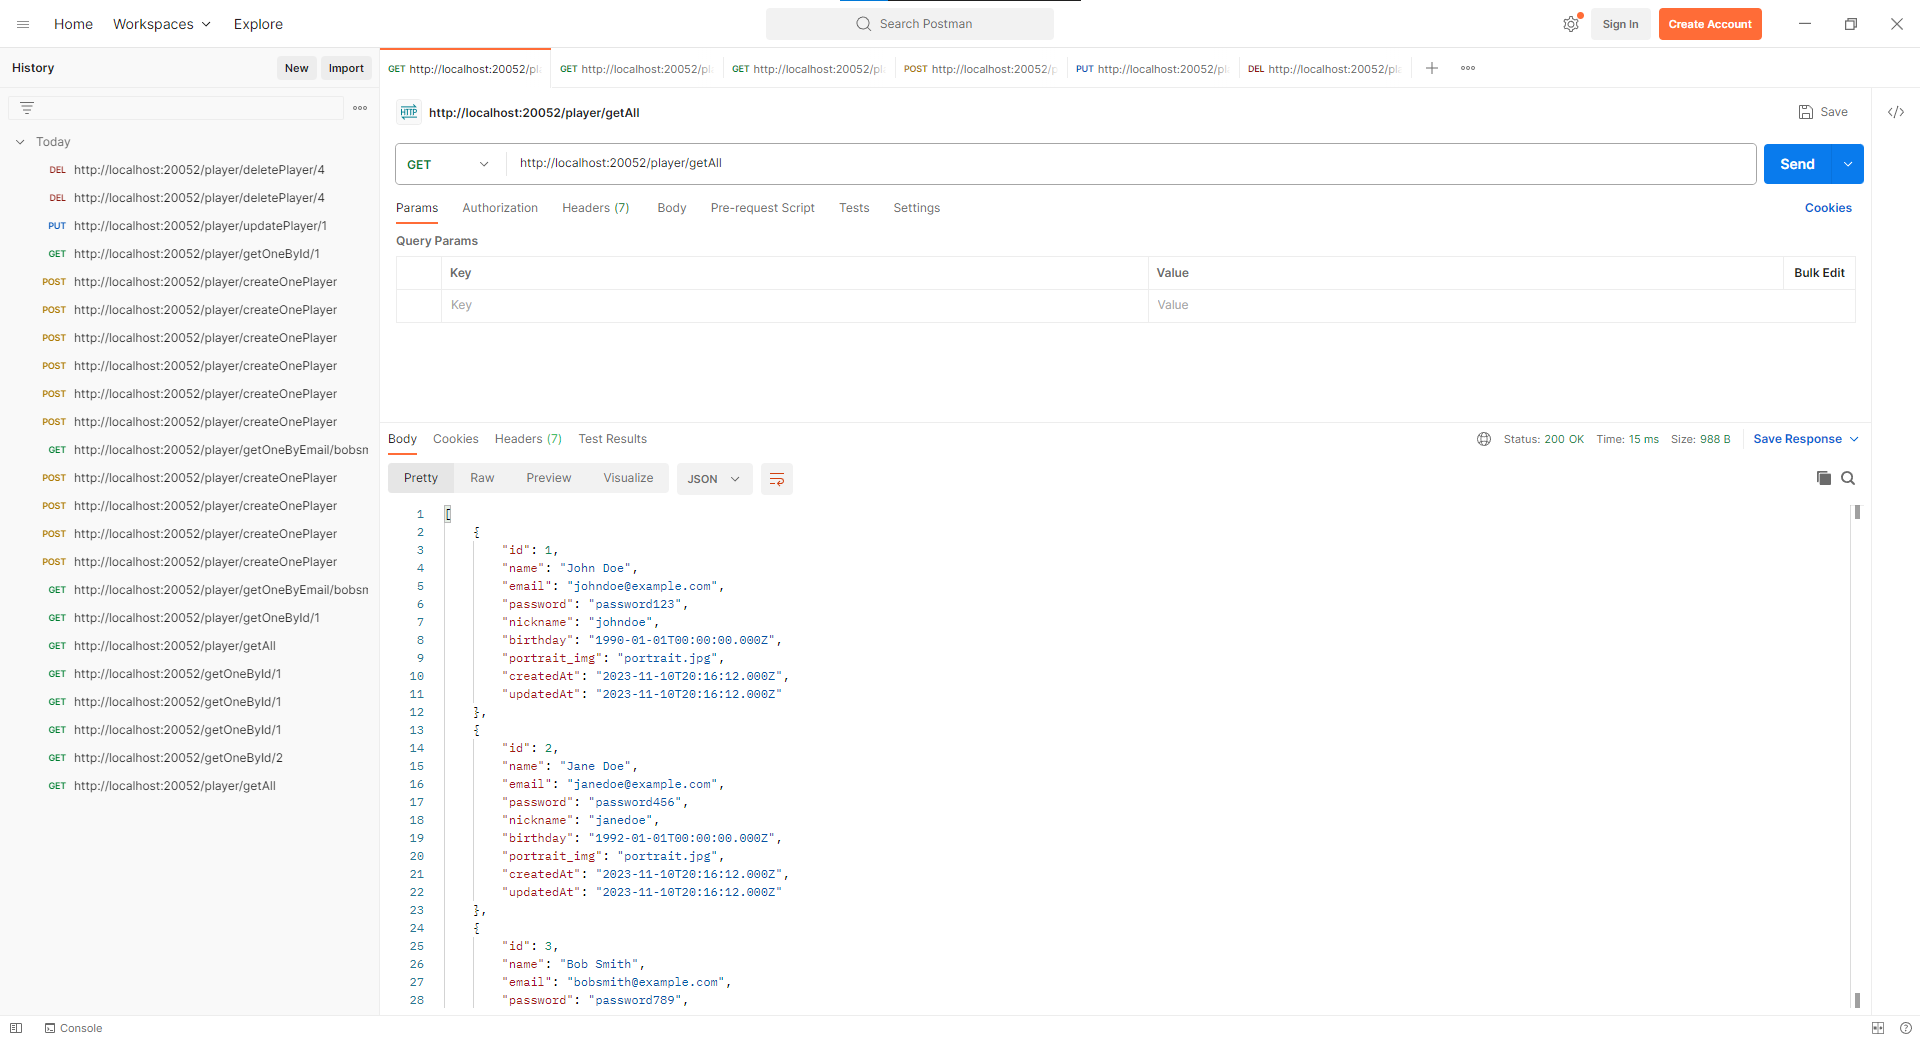 Home Workspaces Explore Search Postman Sign In Create Account
History New Import
GET http://localhost:20052/pl GET http://localhost:20052/pl GET http://localhost:20052/pl POST http://localhost:20052/p PUT http://localhost:20052/pl DEL http://localhost:20052/pl
Today
DEL http://localhost:20052/player/deletePlayer/4
DEL http://localhost:20052/player/deletePlayer/4
PUT http://localhost:20052/player/updatePlayer/1
GET http://localhost:20052/player/getOneById/1
POST http://localhost:20052/player/createOnePlayer
POST http://localhost:20052/player/createOnePlayer
POST http://localhost:20052/player/createOnePlayer
POST http://localhost:20052/player/createOnePlayer
POST http://localhost:20052/player/createOnePlayer
POST http://localhost:20052/player/createOnePlayer
GET http://localhost:20052/player/getOneByEmail/bobsm
POST http://localhost:20052/player/createOnePlayer
POST http://localhost:20052/player/createOnePlayer
POST http://localhost:20052/player/createOnePlayer
POST http://localhost:20052/player/createOnePlayer
GET http://localhost:20052/player/getOneByEmail/bobsm
GET http://localhost:20052/player/getOneById/1
GET http://localhost:20052/player/getAll
GET http://localhost:20052/getOneById/1
GET http://localhost:20052/getOneById/1
GET http://localhost:20052/getOneById/1
GET http://localhost:20052/getOneById/2
GET http://localhost:20052/player/getAll
HTTP http://localhost:20052/player/getAll Save
GET http://localhost:20052/player/getAll Send
Params Authorization Headers (7) Body Pre-request Script Tests Settings Cookies
Query Params
Key Value Bulk Edit
Key Value
Body Cookies Headers (7) Test Results Status: 200 OK Time: 15 ms Size: 988 B Save Response
Pretty Raw Preview Visualize JSON
1 [
2 {
3 "id": 1,
4 "name": "John Doe",
5 "email": "johndoe@example.com",
6 "password": "password123",
7 "nickname": "johndoe",
8 "birthday": "1990-01-01T00:00:00.000Z",
9 "portrait_img": "portrait.jpg",
10 "createdAt": "2023-11-10T20:16:12.000Z",
11 "updatedAt": "2023-11-10T20:16:12.000Z"
12 },
13 {
14 "id": 2,
15 "name": "Jane Doe",
16 "email": "janedoe@example.com",
17 "password": "password456",
18 "nickname": "janedoe",
19 "birthday": "1992-01-01T00:00:00.000Z",
20 "portrait_img": "portrait.jpg",
21 "createdAt": "2023-11-10T20:16:12.000Z",
22 "updatedAt": "2023-11-10T20:16:12.000Z"
23 },
24 {
25 "id": 3,
26 "name": "Bob Smith",
27 "email": "bobsmith@example.com",
28 "password": "password789",
Console